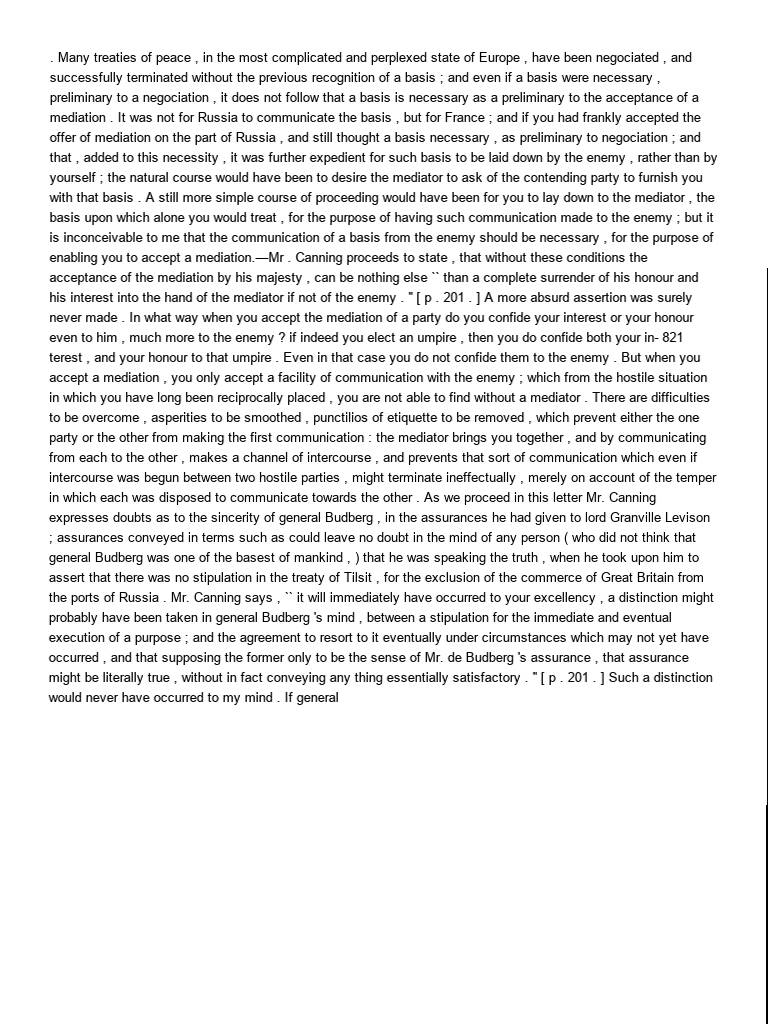 . Many treaties of peace , in the most complicated and perplexed state of Europe , have been negociated , and
successfully terminated without the previous recognition of a basis ; and even if a basis were necessary ,
preliminary to a negociation , it does not follow that a basis is necessary as a preliminary to the acceptance of a
mediation . It was not for Russia to communicate the basis , but for France ; and if you had frankly accepted the
offer of mediation on the part of Russia , and still thought a basis necessary , as preliminary to negociation ; and
that , added to this necessity , it was further expedient for such basis to be laid down by the enemy , rather than by
yourself ; the natural course would have been to desire the mediator to ask of the contending party to furnish you
with that basis . A still more simple course of proceeding would have been for you to lay down to the mediator , the
basis upon which alone you would treat , for the purpose of having such communication made to the enemy ; but it
is inconceivable to me that the communication of a basis from the enemy should be necessary , for the purpose of
enabling you to accept a mediation.—Mr . Canning proceeds to state , that without these conditions the
acceptance of the mediation by his majesty , can be nothing else `` than a complete surrender of his honour and
his interest into the hand of the mediator if not of the enemy . " [ p . 201 . ] A more absurd assertion was surely
never made . In what way when you accept the mediation of a party do you confide your interest or your honour
even to him , much more to the enemy ? if indeed you elect an umpire , then you do confide both your in- 821
terest , and your honour to that umpire . Even in that case you do not confide them to the enemy . But when you
accept a mediation , you only accept a facility of communication with the enemy ; which from the hostile situation
in which you have long been reciprocally placed , you are not able to find without a mediator . There are difficulties
to be overcome , asperities to be smoothed , punctilios of etiquette to be removed , which prevent either the one
party or the other from making the first communication : the mediator brings you together , and by communicating
from each to the other , makes a channel of intercourse , and prevents that sort of communication which even if
intercourse was begun between two hostile parties , might terminate ineffectually , merely on account of the temper
in which each was disposed to communicate towards the other . As we proceed in this letter Mr. Canning
expresses doubts as to the sincerity of general Budberg , in the assurances he had given to lord Granville Levison
; assurances conveyed in terms such as could leave no doubt in the mind of any person ( who did not think that
general Budberg was one of the basest of mankind , ) that he was speaking the truth , when he took upon him to
assert that there was no stipulation in the treaty of Tilsit , for the exclusion of the commerce of Great Britain from
the ports of Russia . Mr. Canning says , `` it will immediately have occurred to your excellency , a distinction might
probably have been taken in general Budberg 's mind , between a stipulation for the immediate and eventual
execution of a purpose ; and the agreement to resort to it eventually under circumstances which may not yet have
occurred , and that supposing the former only to be the sense of Mr. de Budberg 's assurance , that assurance
might be literally true , without in fact conveying any thing essentially satisfactory . " [ p . 201 . ] Such a distinction
would never have occurred to my mind . If general